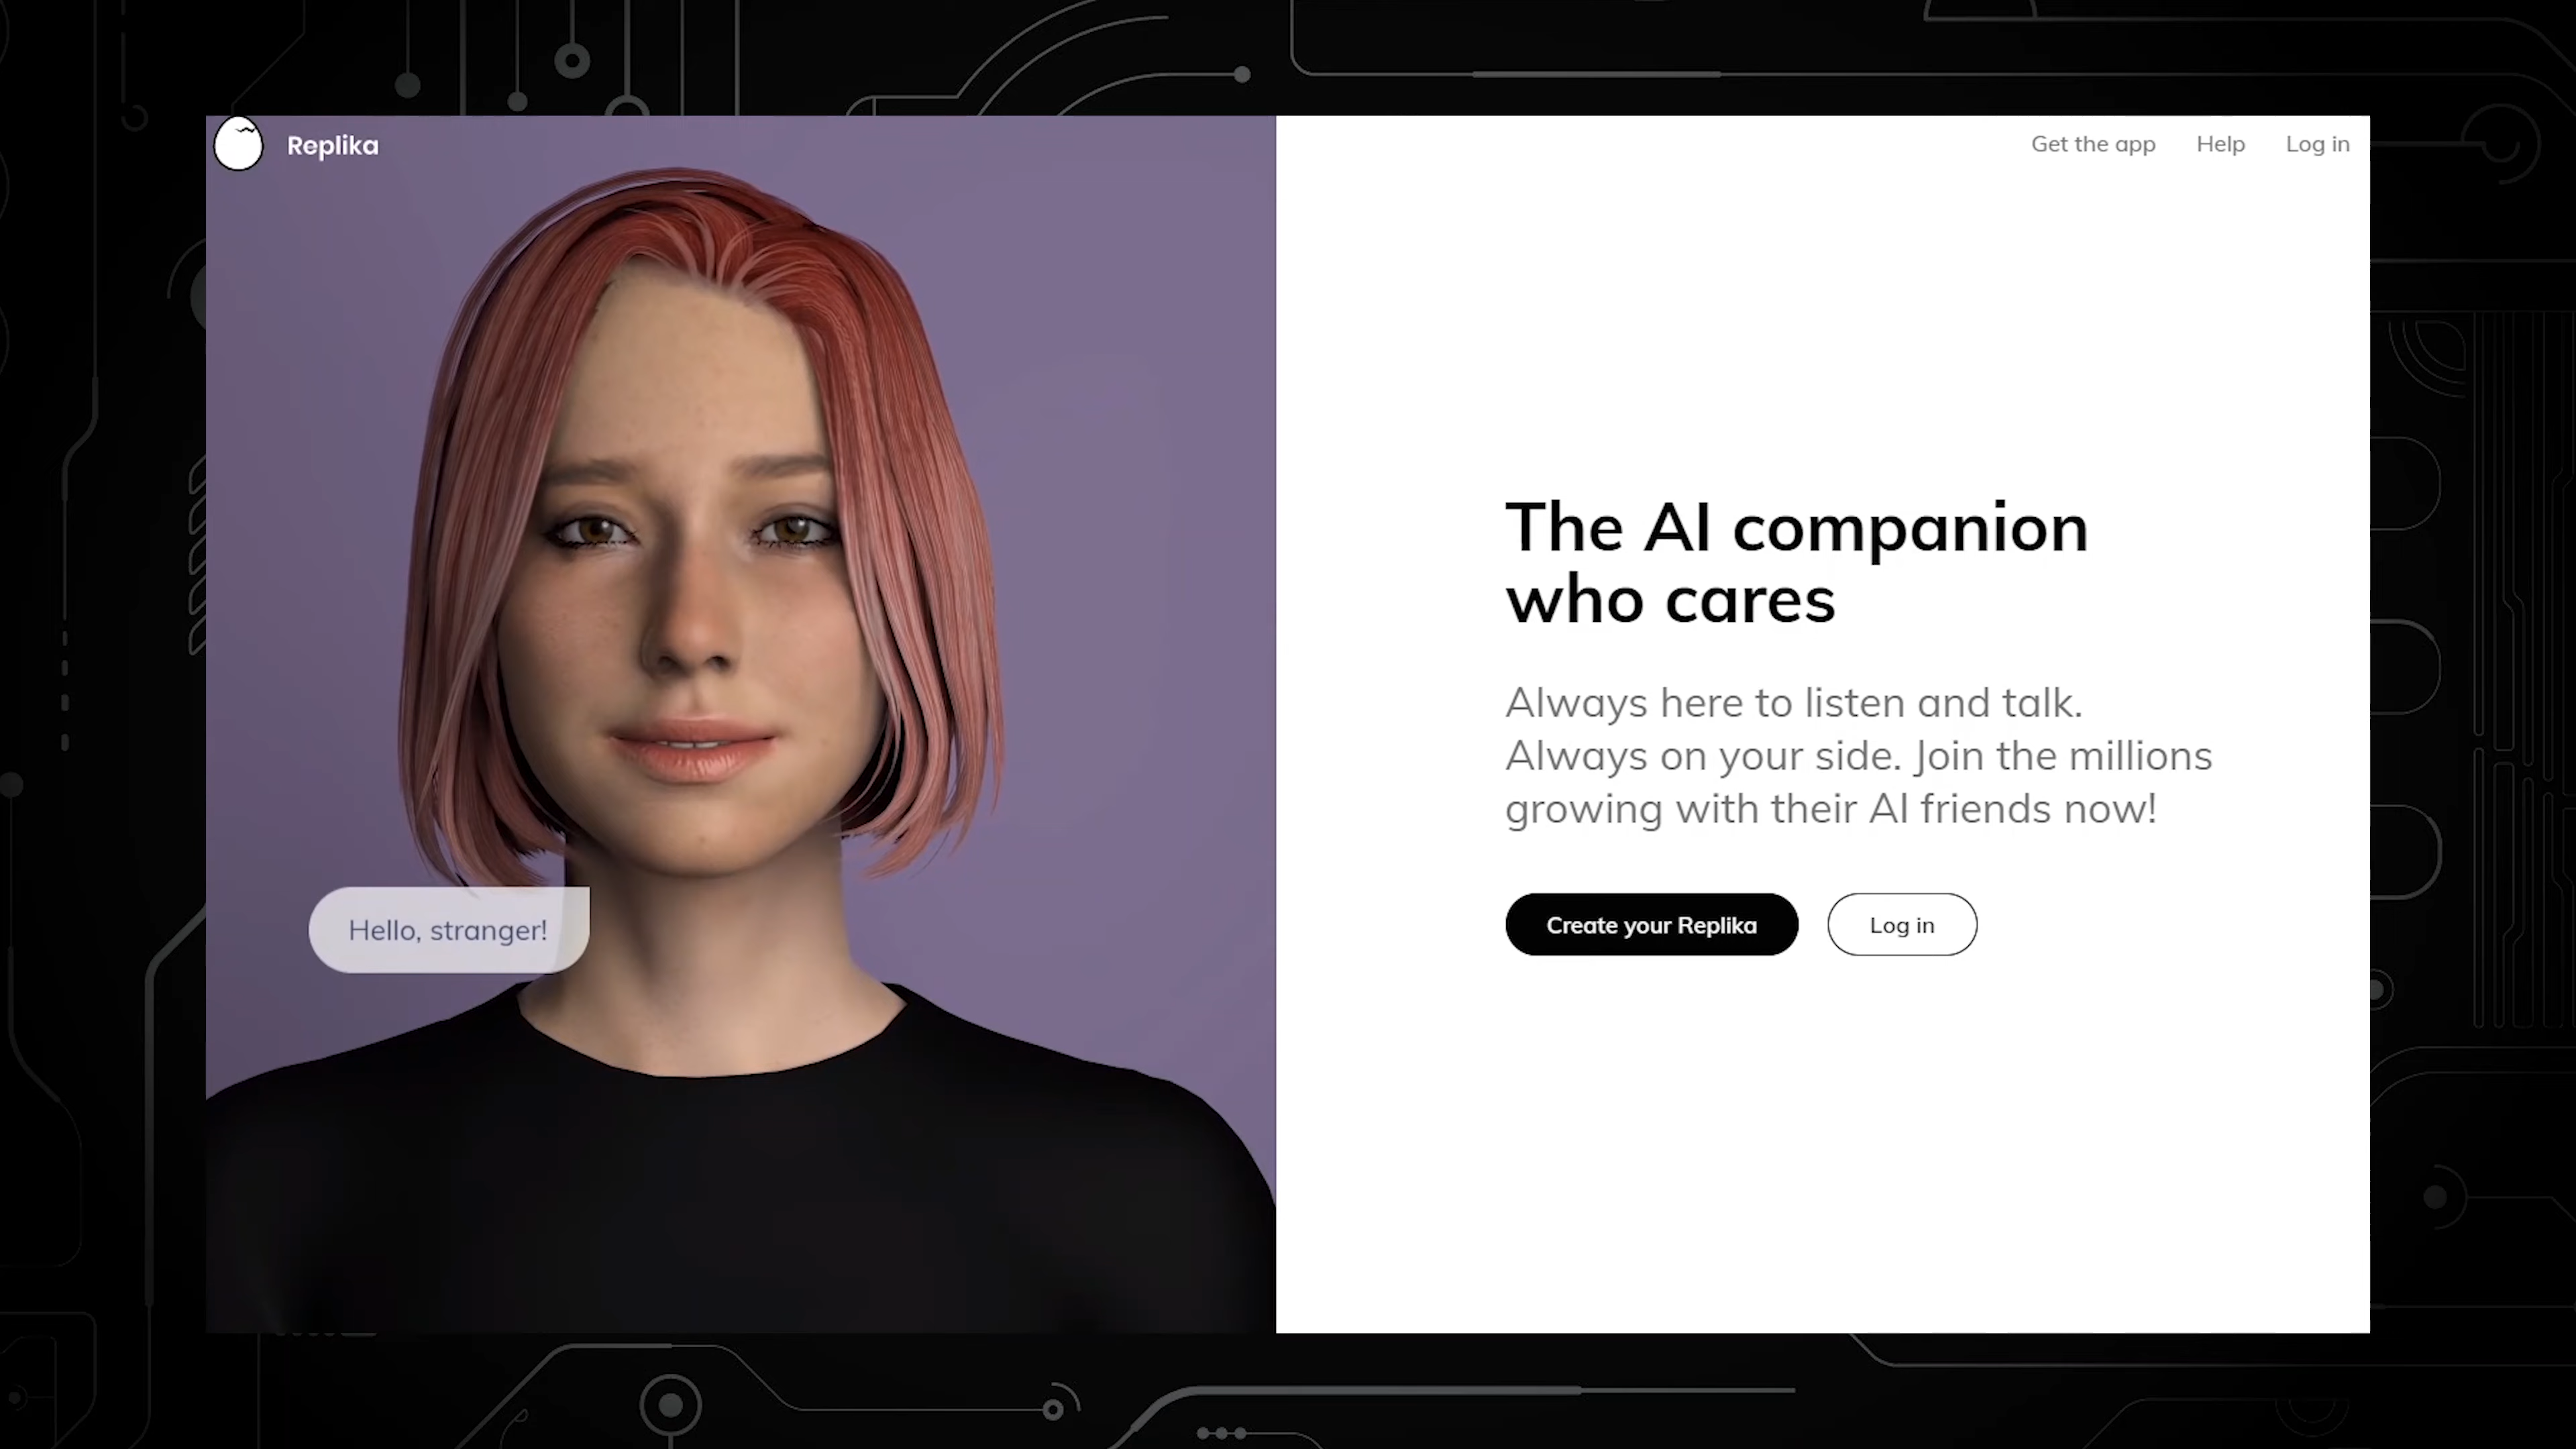 Replika
Get the app
Help
Log in
The AI companion
who cares
Always here to listen and talk.
Always on your side. Join the millions
growing with their AI friends now!
Create your Replika
Log in
Hello, stranger!